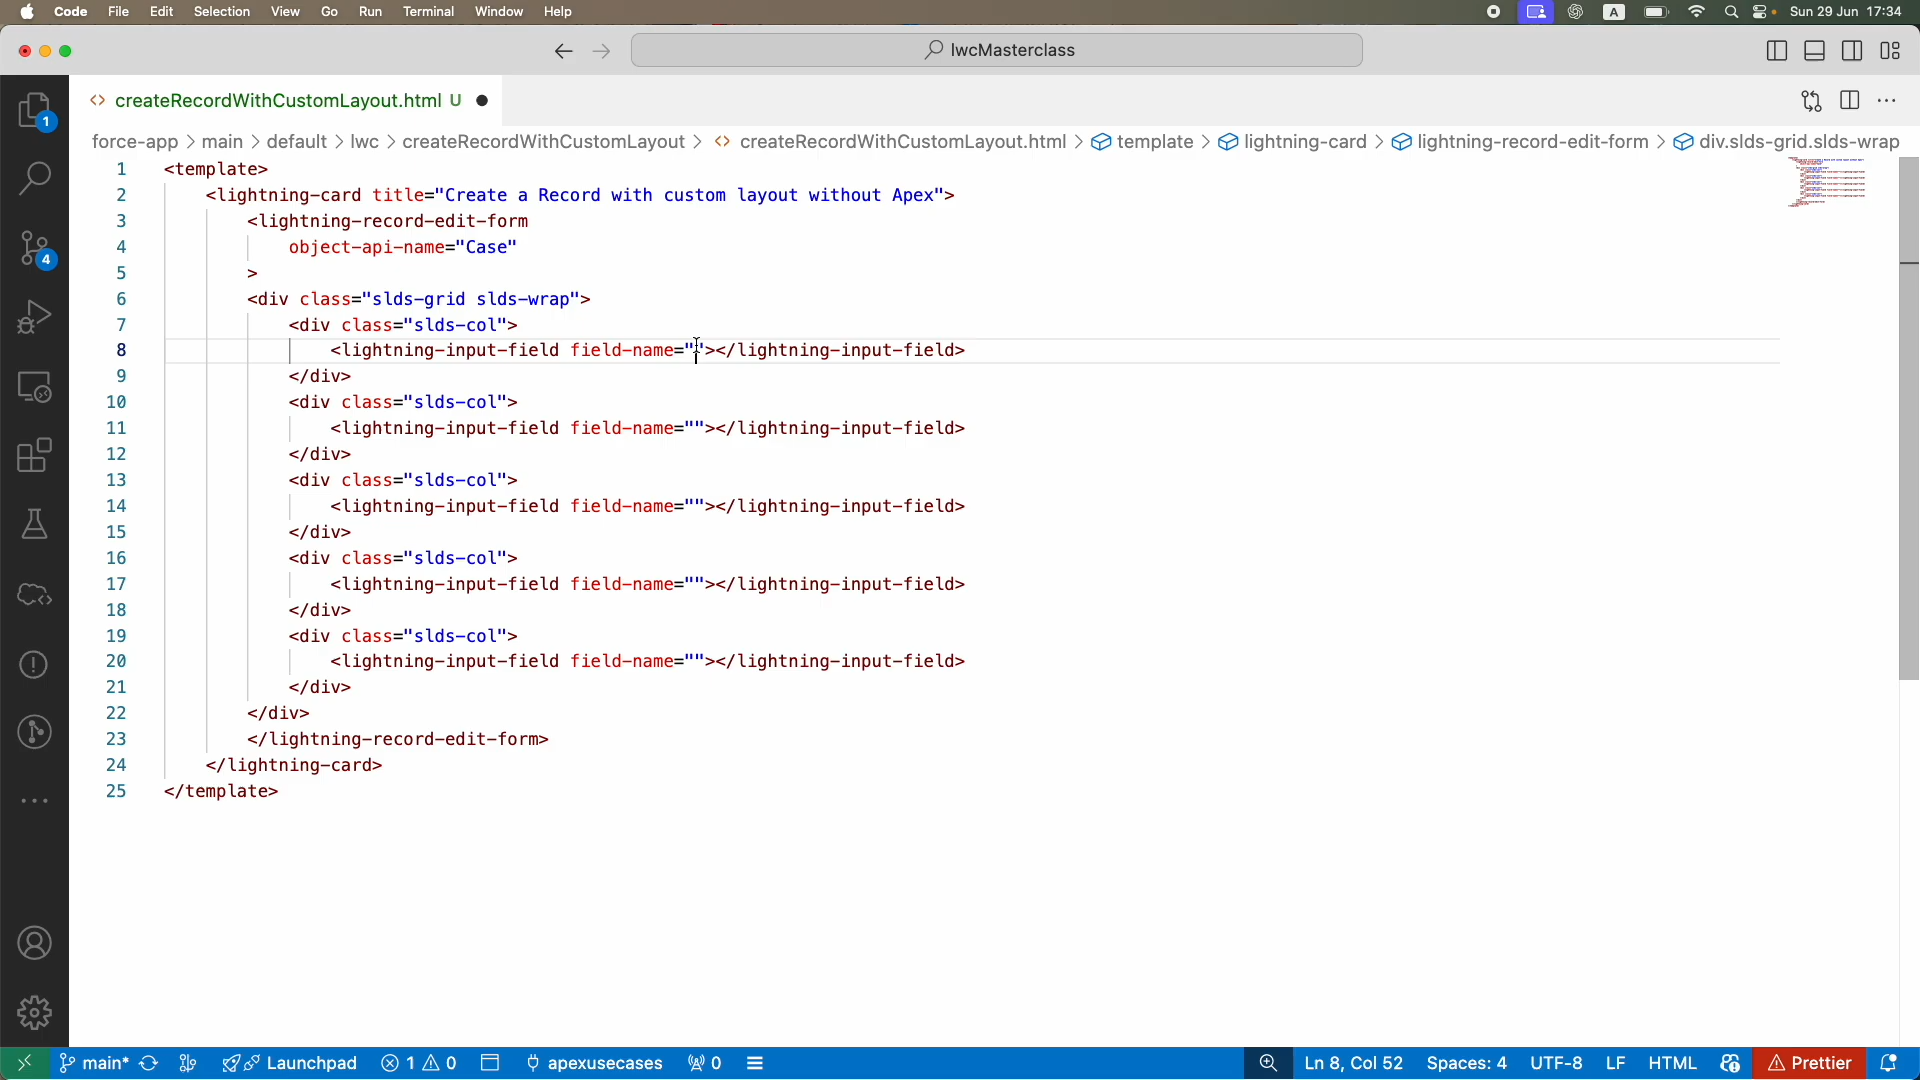 Code File Edit Selection View Go Run Terminal Window Help A Sun 29 Jun 17:34
lwcMasterclass
createRecordWithCustomLayout.html U
force-app > main > default > lwc > createRecordWithCustomLayout > createRecordWithCustomLayout.html > template > lightning-card > lightning-record-edit-form > div.slds-grid.slds-wrap
1
4
1 <template>
2 <lightning-card title="Create a Record with custom layout without Apex">
3 <lightning-record-edit-form
4 object-api-name="Case"
5 >
6 <div class="slds-grid slds-wrap">
7 <div class="slds-col">
8 <lightning-input-field field-name=""></lightning-input-field>
9 </div>
10 <div class="slds-col">
11 <lightning-input-field field-name=""></lightning-input-field>
12 </div>
13 <div class="slds-col">
14 <lightning-input-field field-name=""></lightning-input-field>
15 </div>
16 <div class="slds-col">
17 <lightning-input-field field-name=""></lightning-input-field>
18 </div>
19 <div class="slds-col">
20 <lightning-input-field field-name=""></lightning-input-field>
21 </div>
22 </div>
23 </lightning-record-edit-form>
24 </lightning-card>
25 </template>
main* Launchpad 1 0 apexusecases 0 Ln 8, Col 52 Spaces: 4 UTF-8 LF HTML Prettier